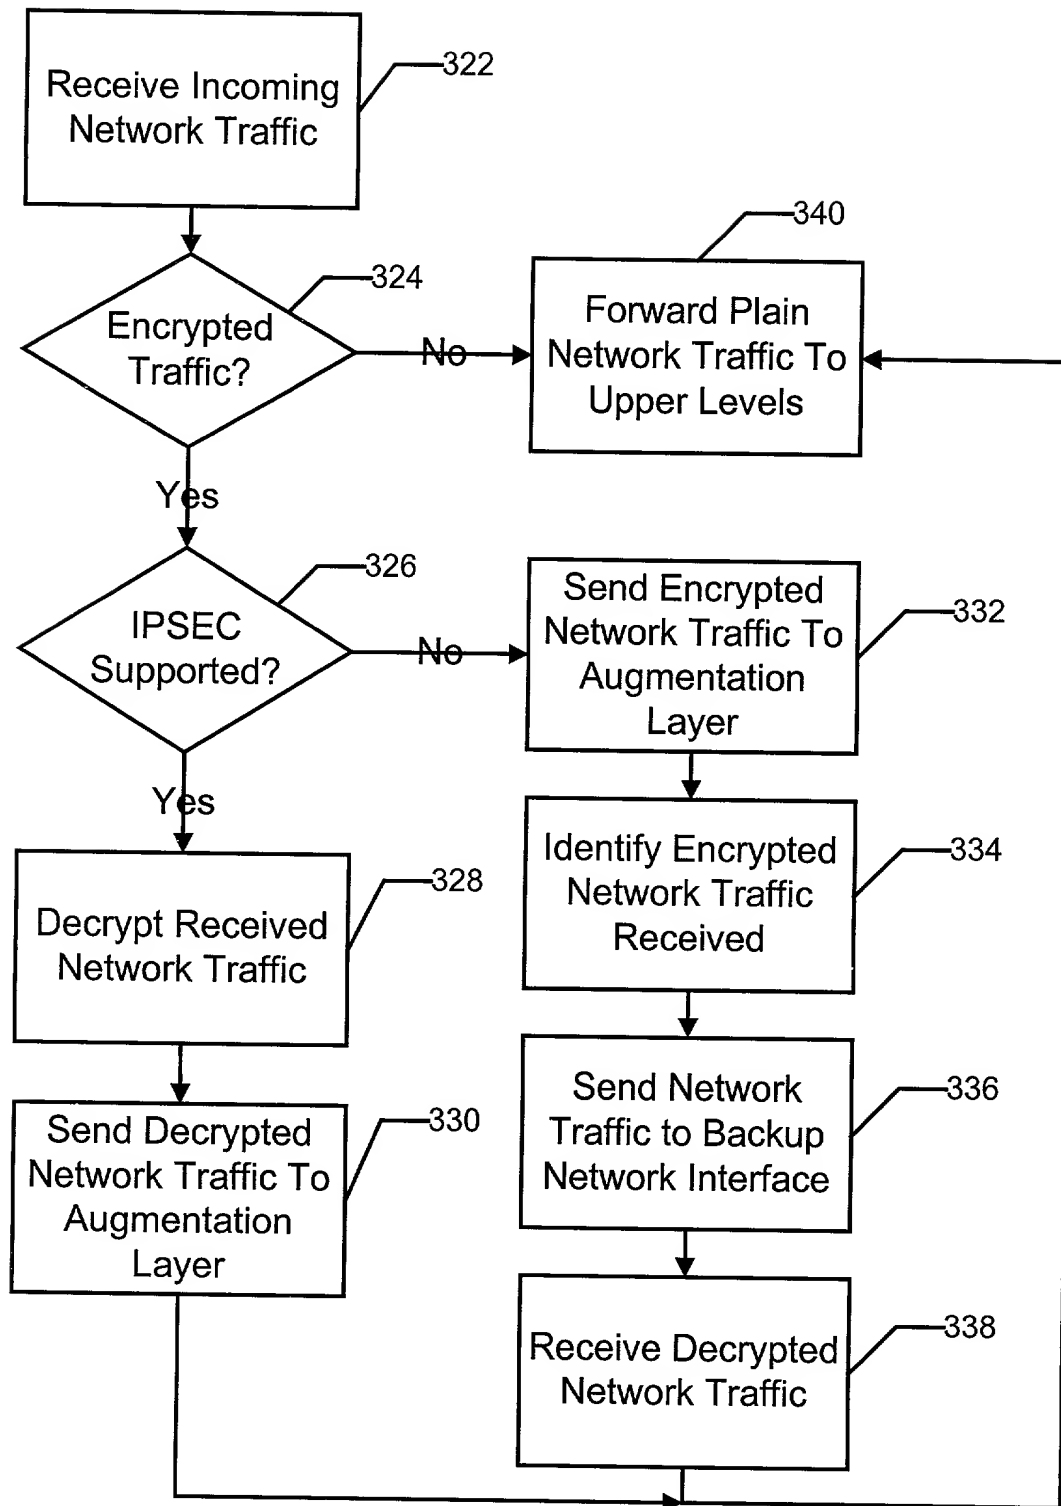 Receive Incoming
Network Traffic
322
Encrypted
Traffic?
324
No
Forward Plain
Network Traffic To
Upper Levels
340
Yes
IPSEC
Supported?
326
No
Send Encrypted
Network Traffic To
Augmentation
Layer
332
Yes
Decrypt Received
Network Traffic
328
Identify Encrypted
Network Traffic
Received
334
Send Decrypted
Network Traffic To
Augmentation
Layer
330
Send Network
Traffic to Backup
Network Interface
336
Receive Decrypted
Network Traffic
338